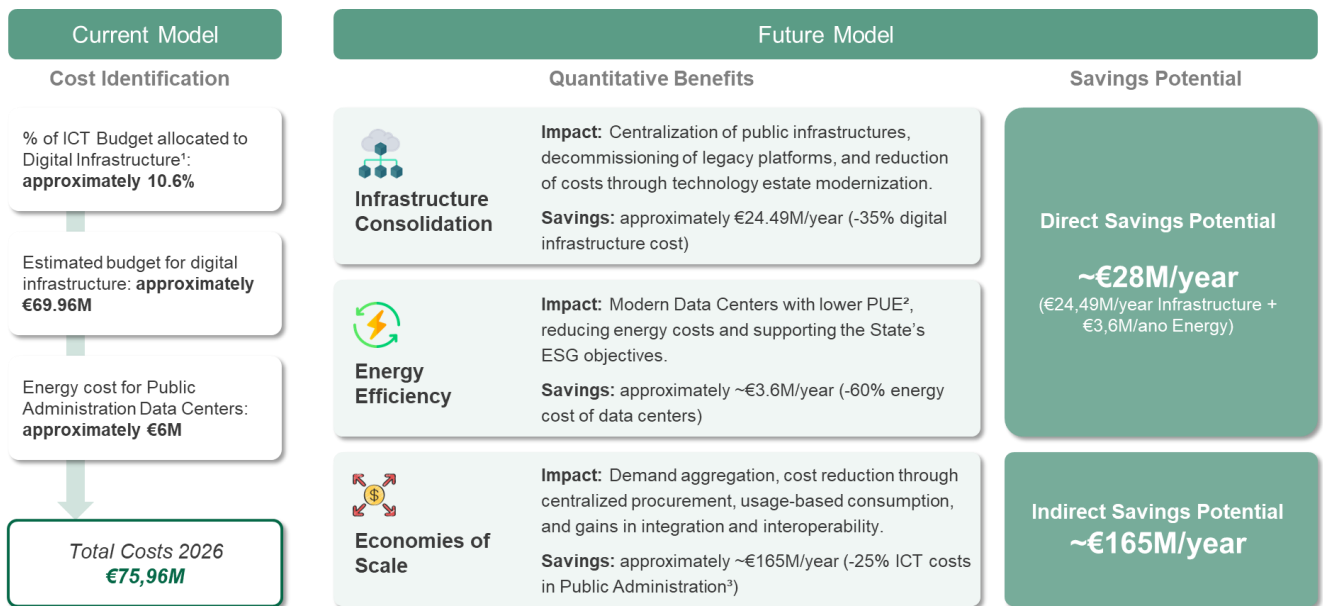 Current Model
Cost Identification
% of ICT Budget allocated to
Digital Infrastructure¹:
approximately 10.6%
Estimated budget for digital
infrastructure: approximately
€69.96M
Energy cost for Public
Administration Data Centers:
approximately €6M
Total Costs 2026
€75,96M
Future Model
Quantitative Benefits
Savings Potential
Infrastructure
Consolidation
Impact: Centralization of public infrastructures,
decommissioning of legacy platforms, and reduction
of costs through technology estate modernization.
Savings: approximately €24.49M/year (-35% digital
infrastructure cost)
Energy
Efficiency
Impact: Modern Data Centers with lower PUE²,
reducing energy costs and supporting the State’s
ESG objectives.
Savings: approximately ~€3.6M/year (-60% energy
cost of data centers)
Direct Savings Potential
~€28M/year
(€24,49M/year Infrastructure +
€3,6M/ano Energy)
$
Economies of
Scale
Impact: Demand aggregation, cost reduction through
centralized procurement, usage-based consumption,
and gains in integration and interoperability.
Savings: approximately ~€165M/year (-25% ICT costs
in Public Administration³)
Indirect Savings Potential
~€165M/year